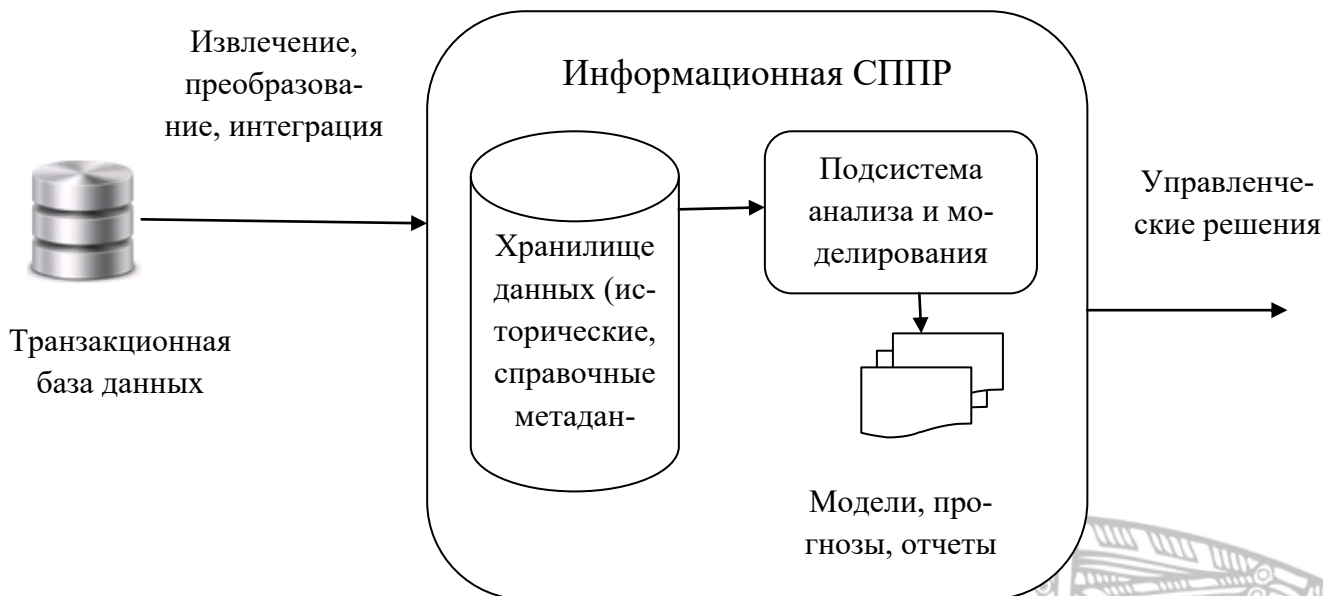 Извлечение,
преобразова-
ние, интеграция
Транзакционная
база данных
Информационная СППР
Хранилище
данных (ис-
торические,
справочные
метадан-
Подсистема
анализа и мо-
делирования
Модели, про-
гнозы, отчеты
Управленче-
ские решения